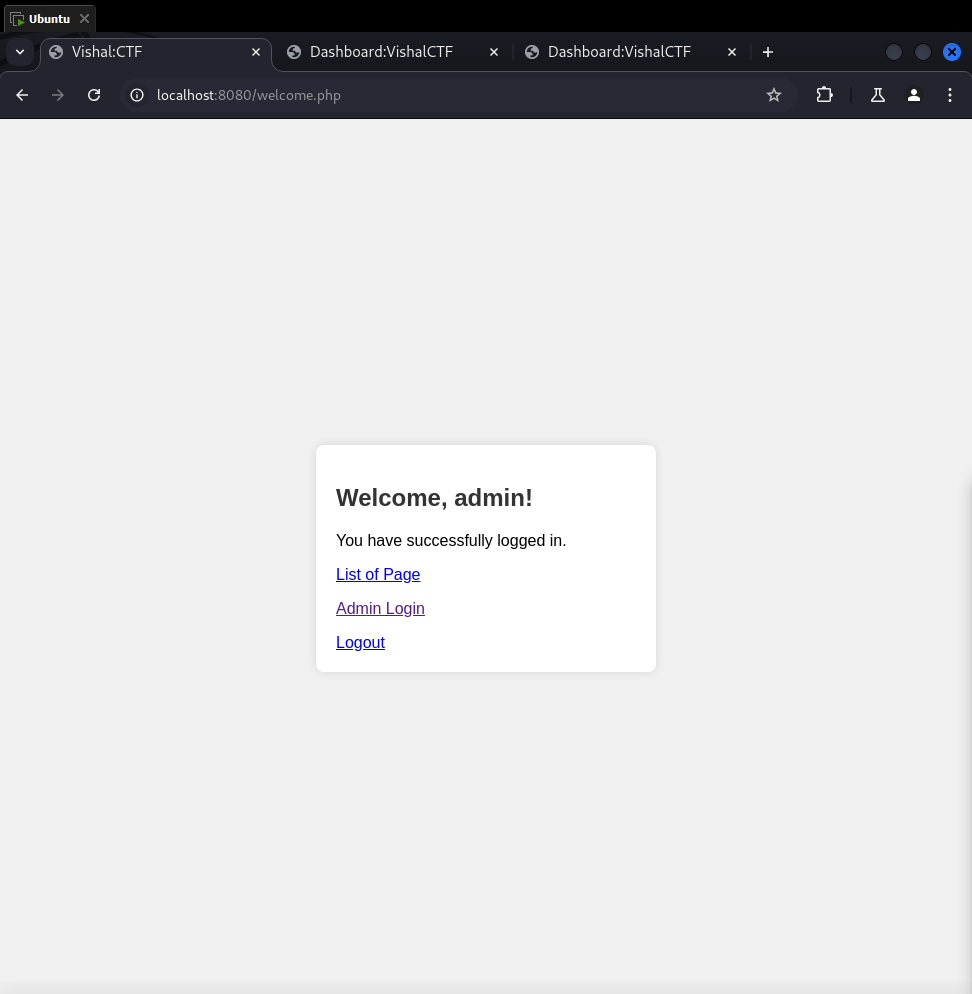 Ubuntu
Vishal:CTF
Dashboard:VishalCTF
Dashboard:VishalCTF
localhost:8080/welcome.php
Welcome, admin!
You have successfully logged in.
List of Page
Admin Login
Logout